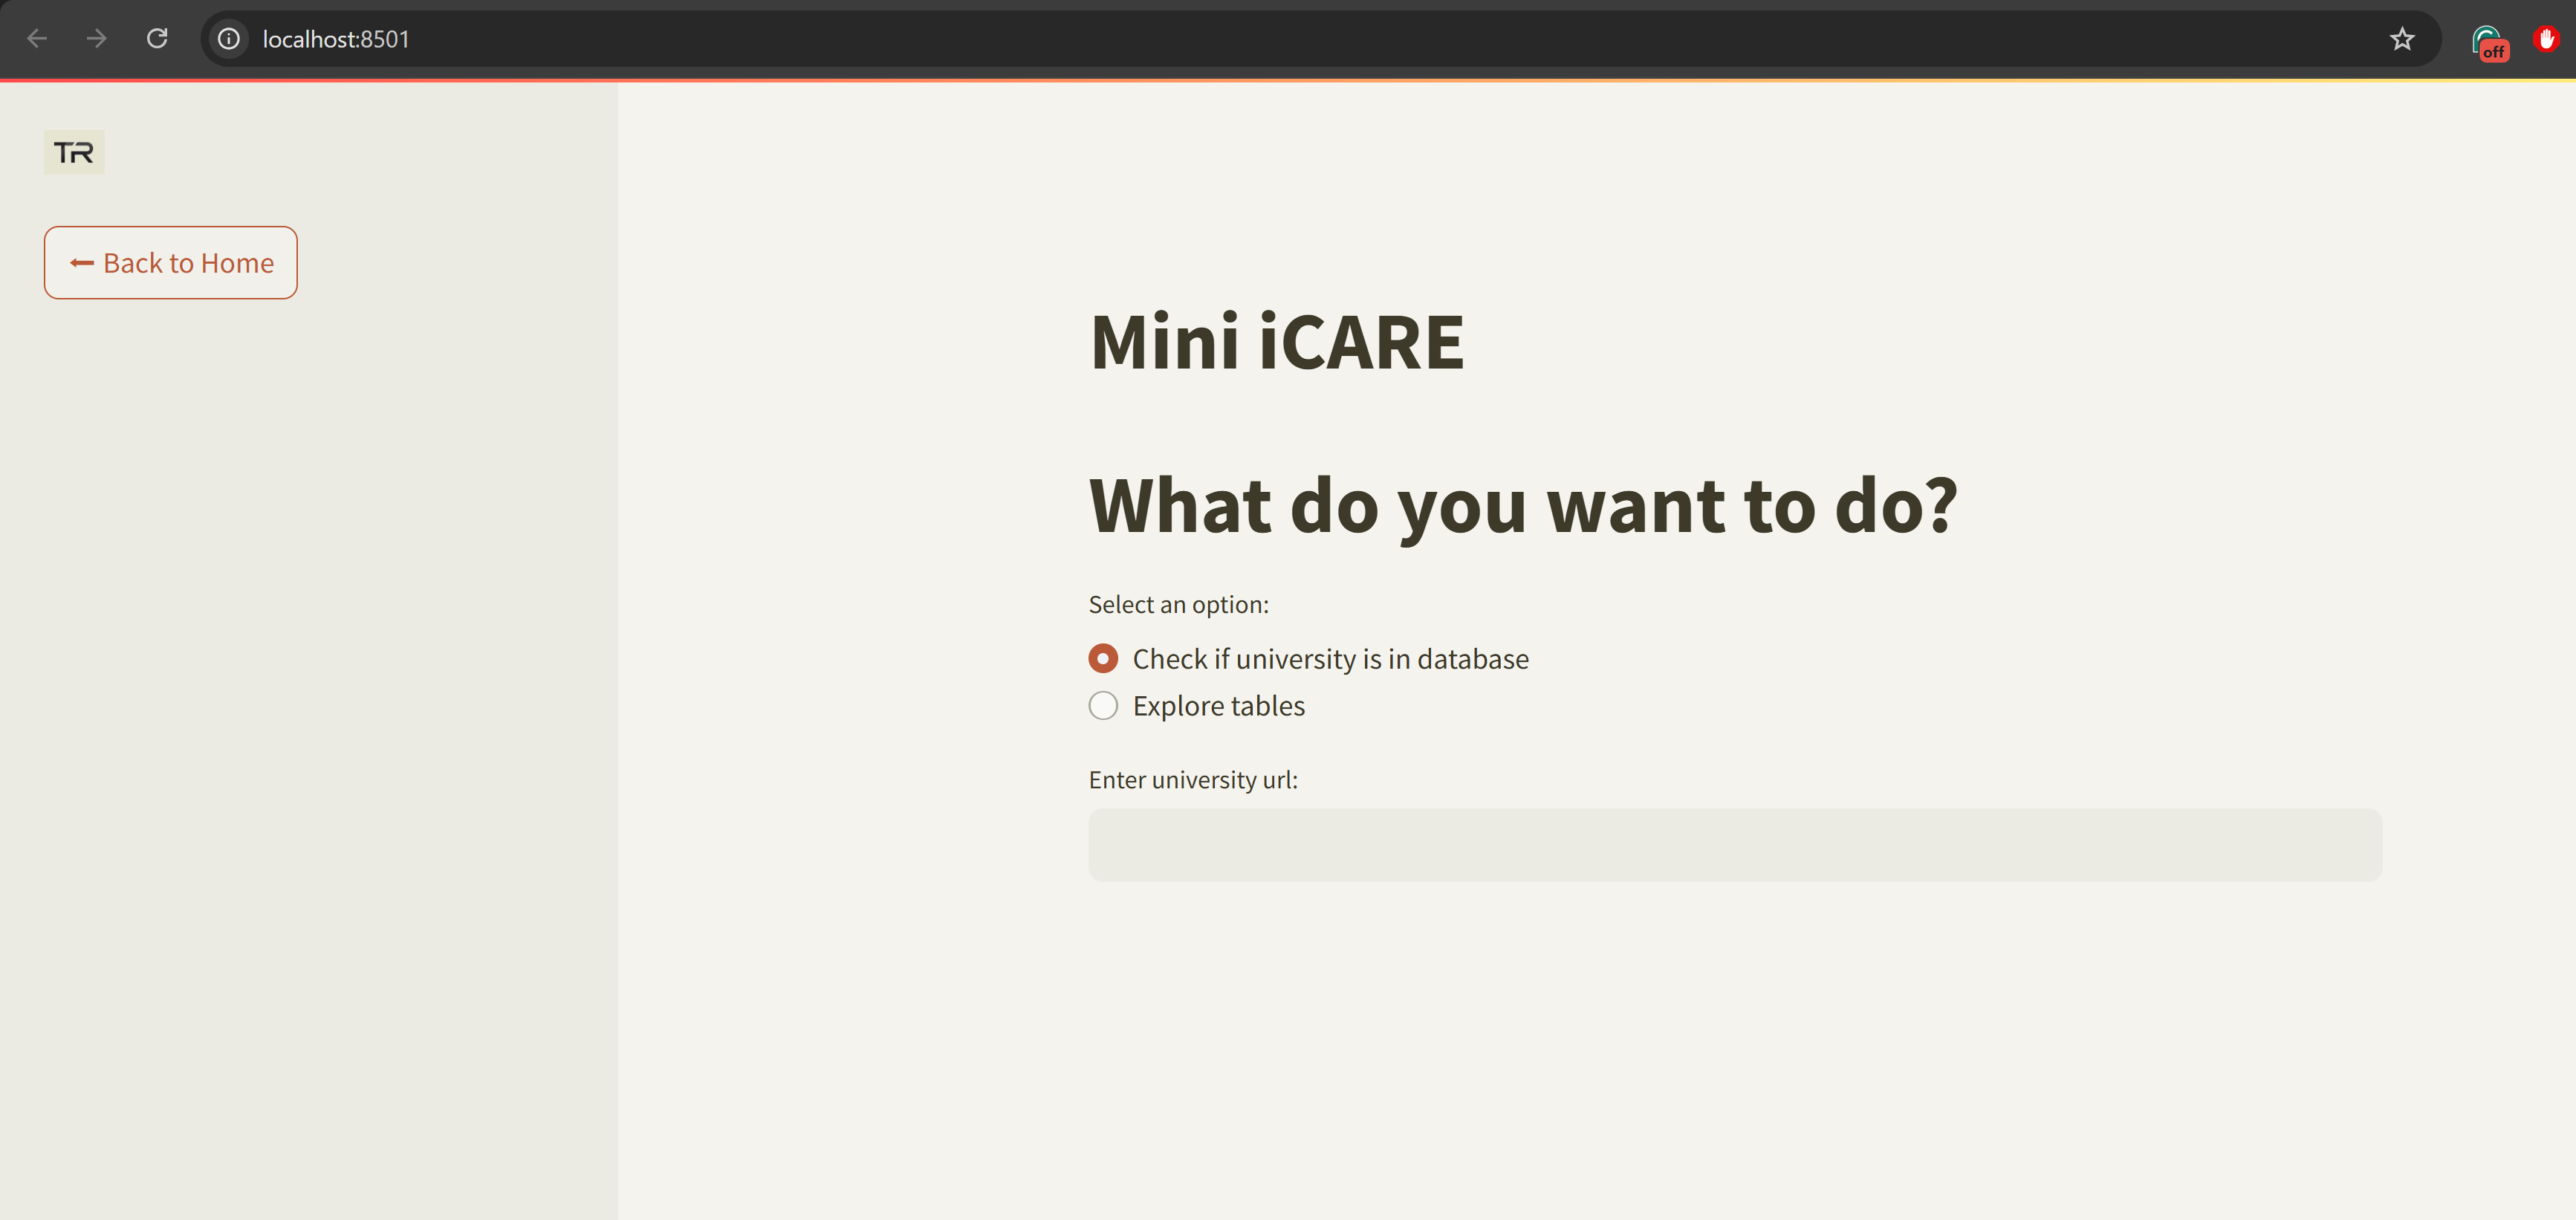 localhost:8501
off
TR
Back to Home
Mini iCARE
What do you want to do?
Select an option:
Check if university is in database
Explore tables
Enter university url: